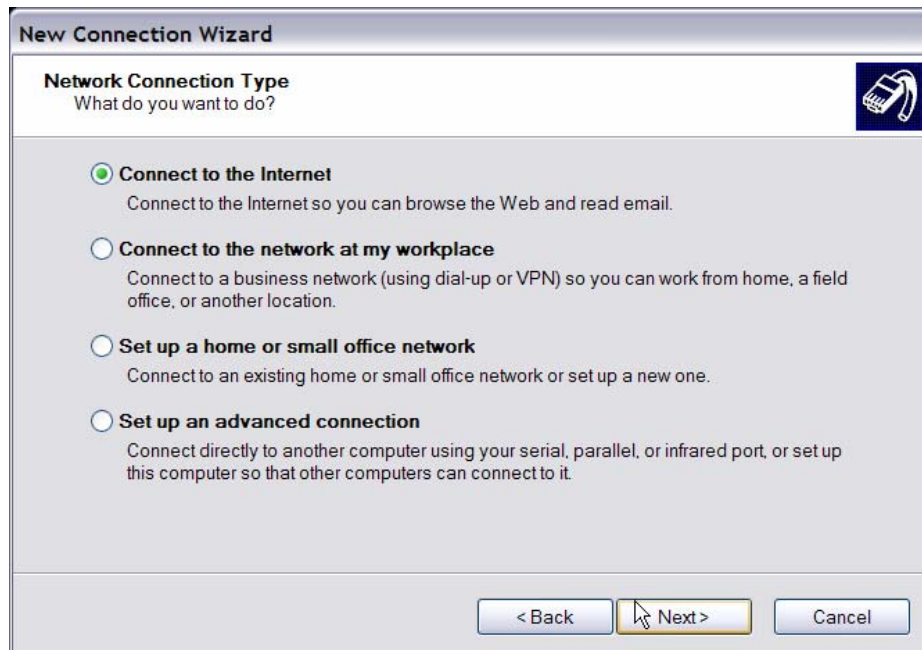 New Connection Wizard
Network Connection Type
What do you want to do?
Connect to the Internet
Connect to the Internet so you can browse the Web and read email.
Connect to the network at my workplace
Connect to a business network (using dial-up or VPN) so you can work from home, a field
office, or another location.
Set up a home or small office network
Connect to an existing home or small office network or set up a new one.
Set up an advanced connection
Connect directly to another computer using your serial, parallel, or infrared port, or set up
this computer so that other computers can connect to it.
< Back Next > Cancel